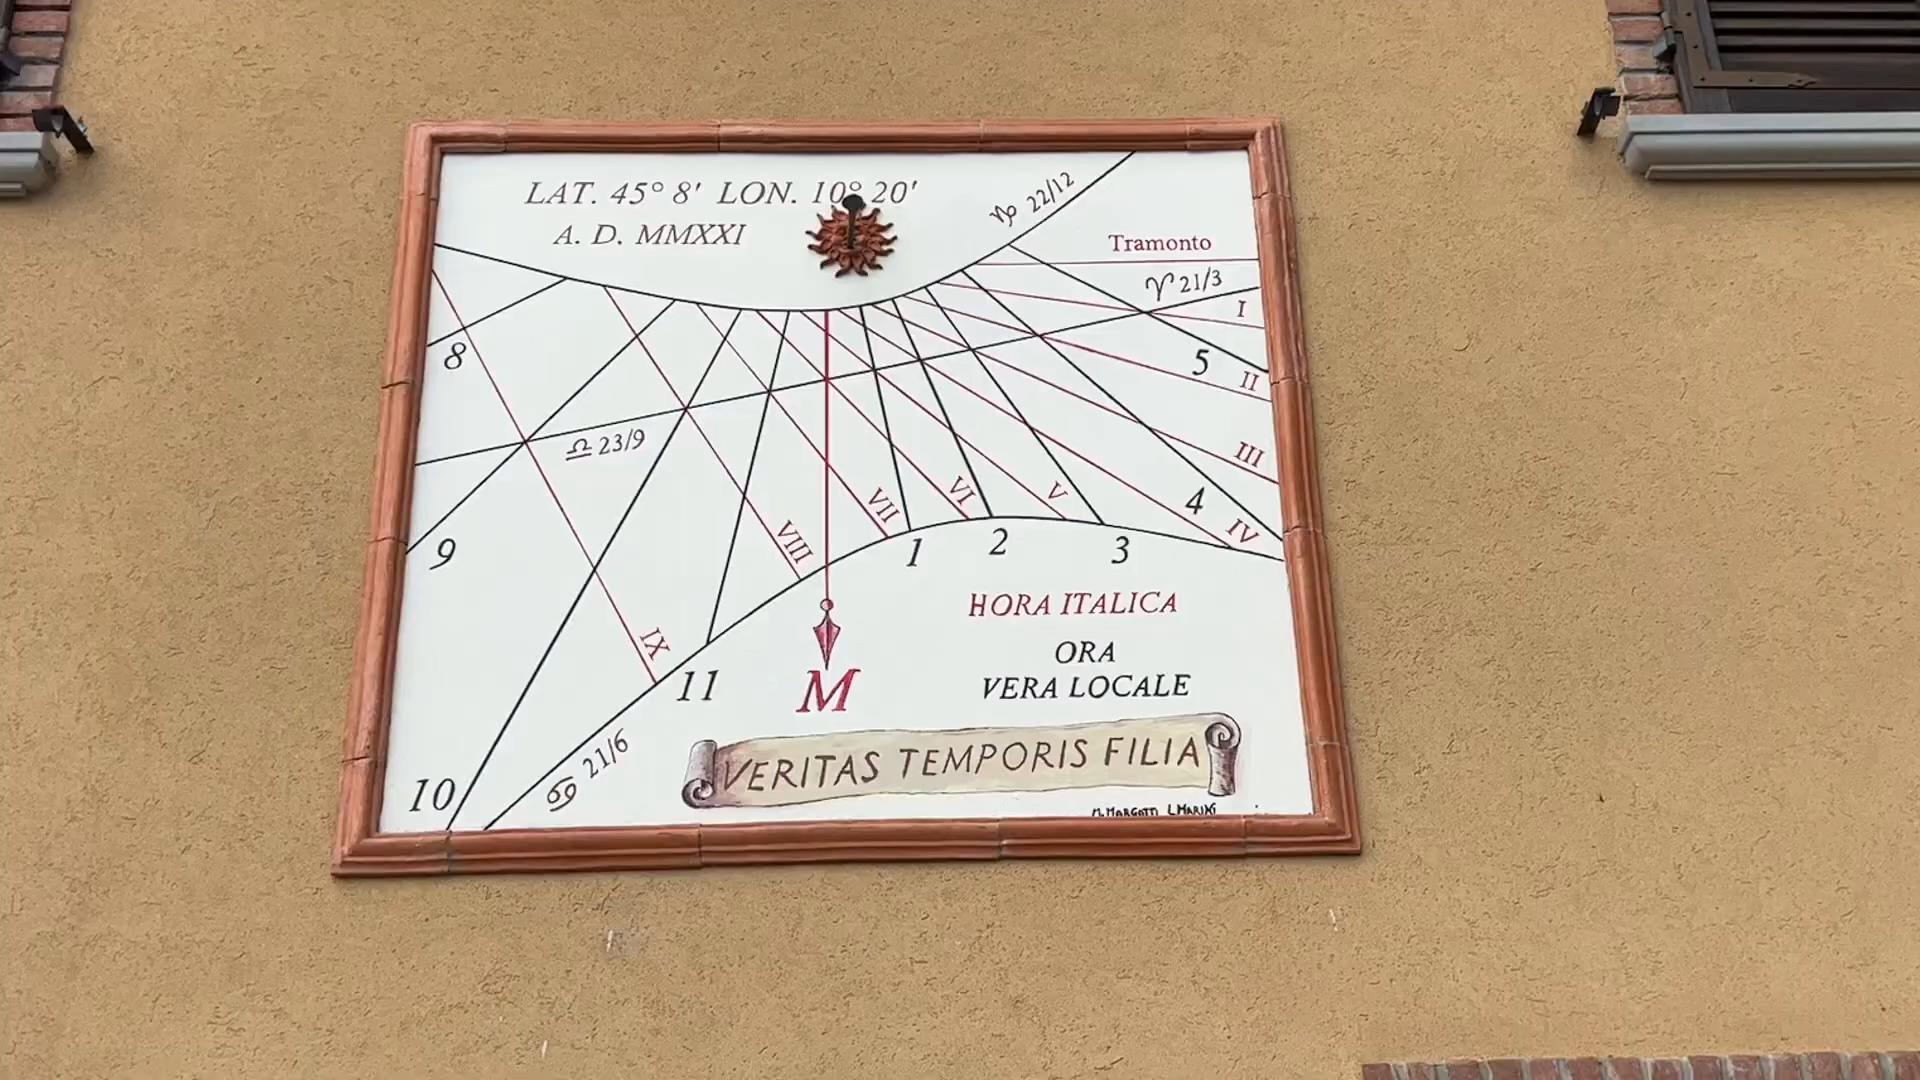 LAT. 45° 8' LON. 10° 20'
A. D. MMXXI
♑ 22/12
Tramonto
♈ 21/3
I
8
5
II
♎ 23/9
III
9
VIII
VII
VI
V
4
IV
1
2
3
IX
HORA ITALICA
11
M
ORA
VERA LOCALE
10
♋ 21/6
VERITAS TEMPORIS FILIA
M. MARGOTTI L. MARINI